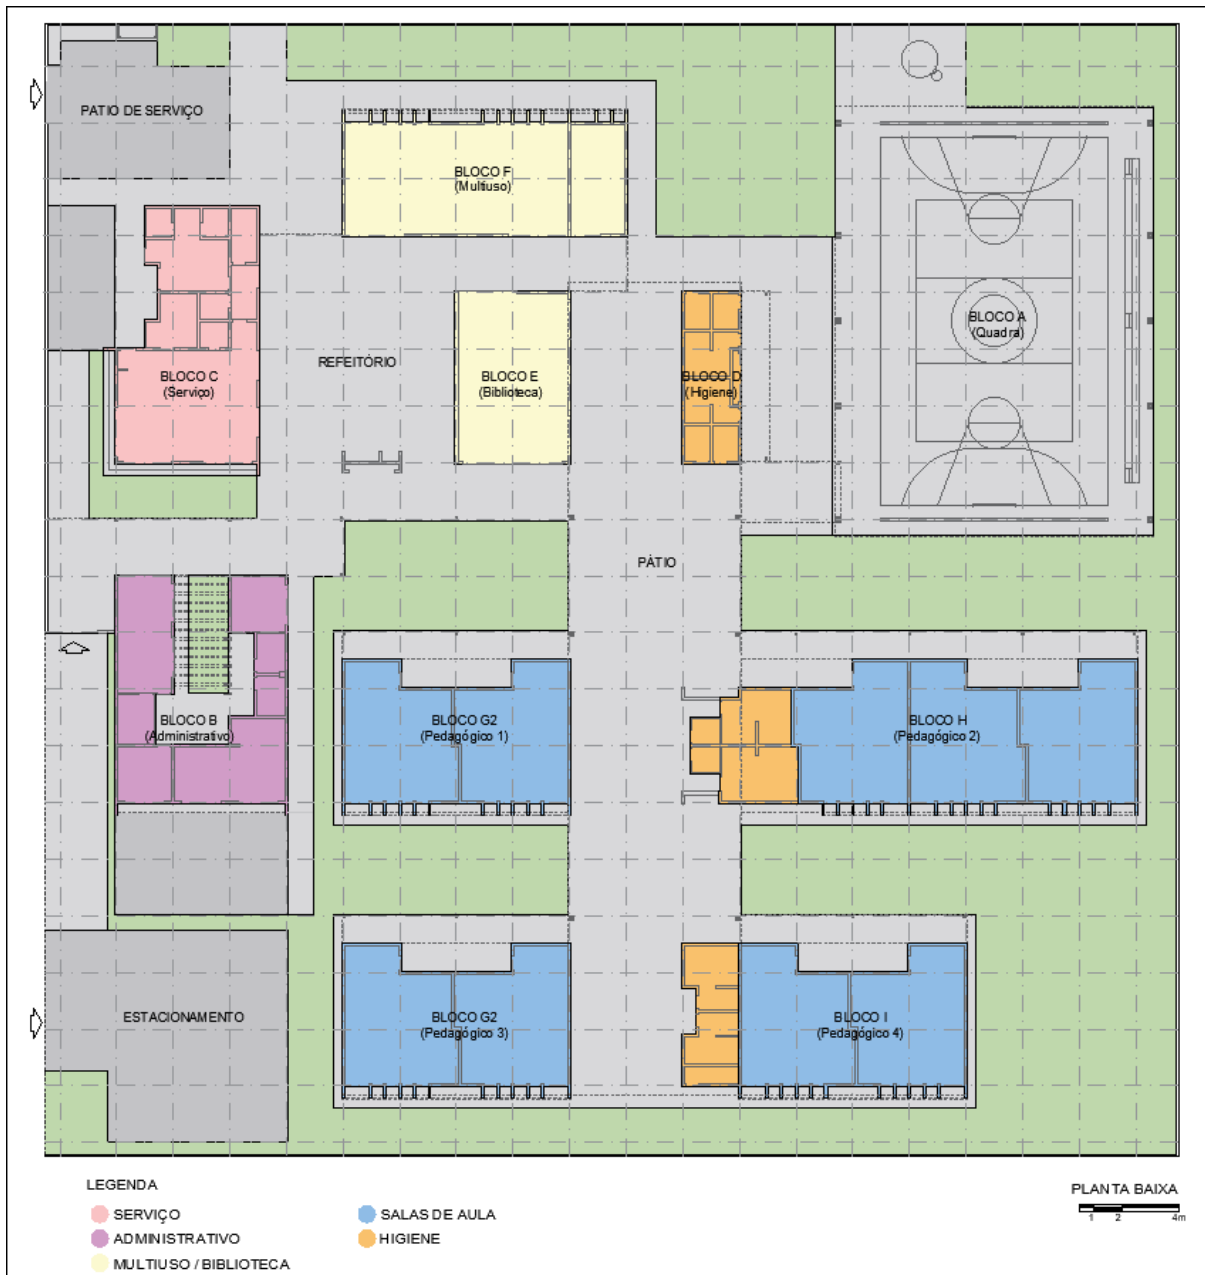 PATIO DE SERVIÇO
BLOCO F
(Multiuso)
BLOCO A
(Quadra)
REFEITÓRIO
BLOCO C
(Serviço)
BLOCO E
(Biblioteca)
BLOCO D
(Higiene)
PÁTIO
BLOCO B
(Administrativo)
BLOCO G2
(Pedagógico 1)
BLOCO H
(Pedagógico 2)
ESTACIONAMENTO
BLOCO G2
(Pedagógico 3)
BLOCO I
(Pedagógico 4)
LEGENDA
SERVIÇO
ADMINISTRATIVO
MULTIUSO / BIBLIOTECA
SALAS DE AULA
HIGIENE
PLANTA BAIXA
1 2 4m